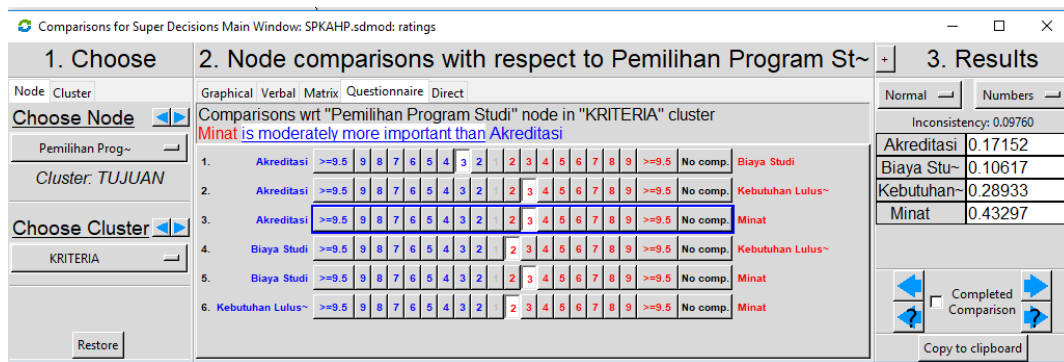 Comparisons for Super Decisions Main Window: SPKAHP.sdmod: ratings
1. Choose
Node Cluster
Choose Node
Pemilihan Prog~
Cluster: TUJUAN
Choose Cluster
KRITERIA
Restore
2. Node comparisons with respect to Pemilihan Program St~
Graphical Verbal Matrix Questionnaire Direct
Comparisons wrt "Pemilihan Program Studi" node in "KRITERIA" cluster
Minat is moderately more important than Akreditasi
1. Akreditasi >=9.5 9 8 7 6 5 4 3 2 1 2 3 4 5 6 7 8 9 >=9.5 No comp. Biaya Studi
2. Akreditasi >=9.5 9 8 7 6 5 4 3 2 1 2 3 4 5 6 7 8 9 >=9.5 No comp. Kebutuhan Lulus~
3. Akreditasi >=9.5 9 8 7 6 5 4 3 2 1 2 3 4 5 6 7 8 9 >=9.5 No comp. Minat
4. Biaya Studi >=9.5 9 8 7 6 5 4 3 2 1 2 3 4 5 6 7 8 9 >=9.5 No comp. Kebutuhan Lulus~
5. Biaya Studi >=9.5 9 8 7 6 5 4 3 2 1 2 3 4 5 6 7 8 9 >=9.5 No comp. Minat
6. Kebutuhan Lulus~ >=9.5 9 8 7 6 5 4 3 2 1 2 3 4 5 6 7 8 9 >=9.5 No comp. Minat
+ 3. Results
Normal Numbers
Inconsistency: 0.09760
Akreditasi 0.17152
Biaya Stu~ 0.10617
Kebutuhan~ 0.28933
Minat 0.43297
Completed
Comparison
? ?
Copy to clipboard